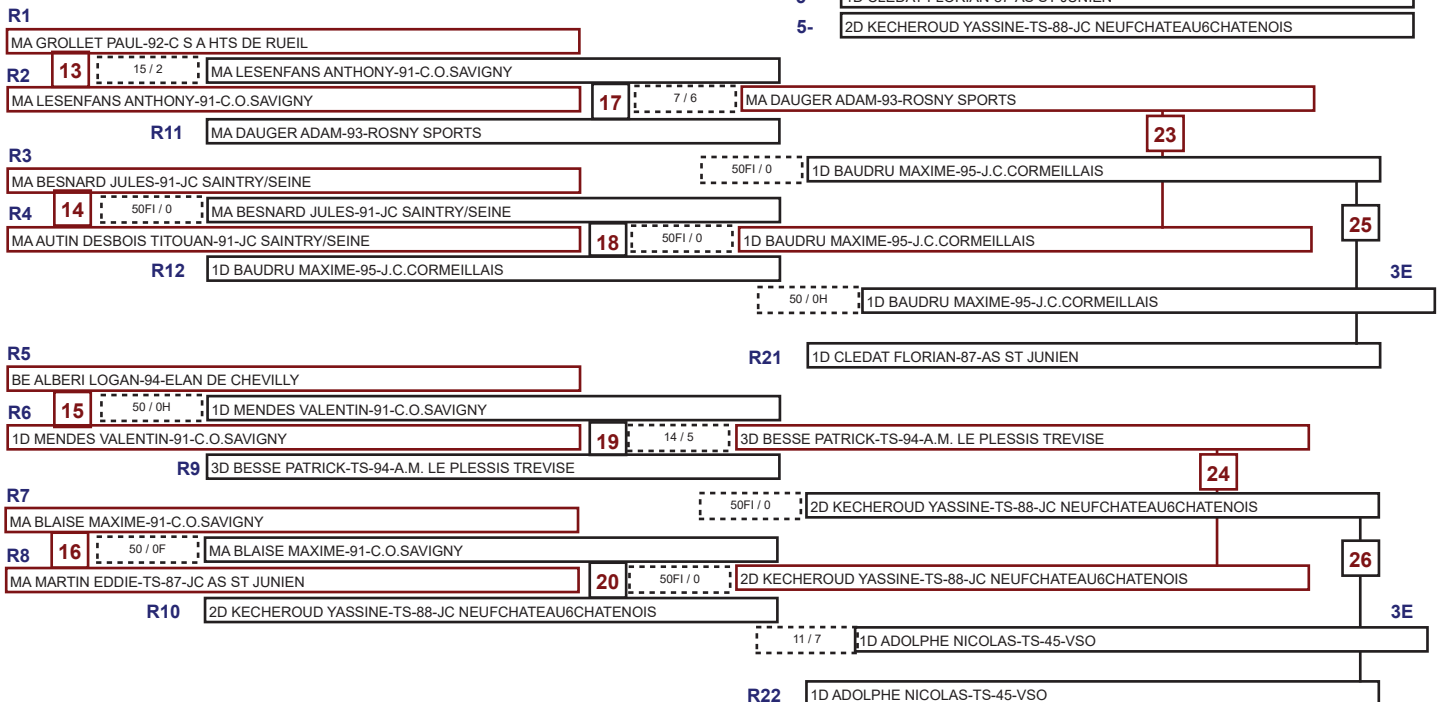 R1
5- 2D KECHEROUD YASSINE-TS-88-JC NEUFCHATEAU6CHATENOIS
MA GROLLET PAUL-92-C S A HTS DE RUEIL
R2 13 15 / 2 MA LESENFANS ANTHONY-91-C.O.SAVIGNY
MA LESENFANS ANTHONY-91-C.O.SAVIGNY 17 7 / 6 MA DAUGER ADAM-93-ROSNY SPORTS
R11 MA DAUGER ADAM-93-ROSNY SPORTS 23
R3
50FI / 0 1D BAUDRU MAXIME-95-J.C.CORMEILLAIS
MA BESNARD JULES-91-JC SAINTRY/SEINE
R4 14 50FI / 0 MA BESNARD JULES-91-JC SAINTRY/SEINE
25
MA AUTIN DESBOIS TITOUAN-91-JC SAINTRY/SEINE 18 50FI / 0 1D BAUDRU MAXIME-95-J.C.CORMEILLAIS
R12 1D BAUDRU MAXIME-95-J.C.CORMEILLAIS 3E
50 / 0H 1D BAUDRU MAXIME-95-J.C.CORMEILLAIS
R5
R21 1D CLEDAT FLORIAN-87-AS ST JUNIEN
BE ALBERI LOGAN-94-ELAN DE CHEVILLY
R6 15 50 / 0H 1D MENDES VALENTIN-91-C.O.SAVIGNY
1D MENDES VALENTIN-91-C.O.SAVIGNY 19 14 / 5 3D BESSE PATRICK-TS-94-A.M. LE PLESSIS TREVISE
R9 3D BESSE PATRICK-TS-94-A.M. LE PLESSIS TREVISE 24
R7
50FI / 0 2D KECHEROUD YASSINE-TS-88-JC NEUFCHATEAU6CHATENOIS
MA BLAISE MAXIME-91-C.O.SAVIGNY
R8 16 50 / 0F MA BLAISE MAXIME-91-C.O.SAVIGNY
26
MA MARTIN EDDIE-TS-87-JC AS ST JUNIEN 20 50FI / 0 2D KECHEROUD YASSINE-TS-88-JC NEUFCHATEAU6CHATENOIS
R10 2D KECHEROUD YASSINE-TS-88-JC NEUFCHATEAU6CHATENOIS 3E
11 / 7 1D ADOLPHE NICOLAS-TS-45-VSO
R22 1D ADOLPHE NICOLAS-TS-45-VSO